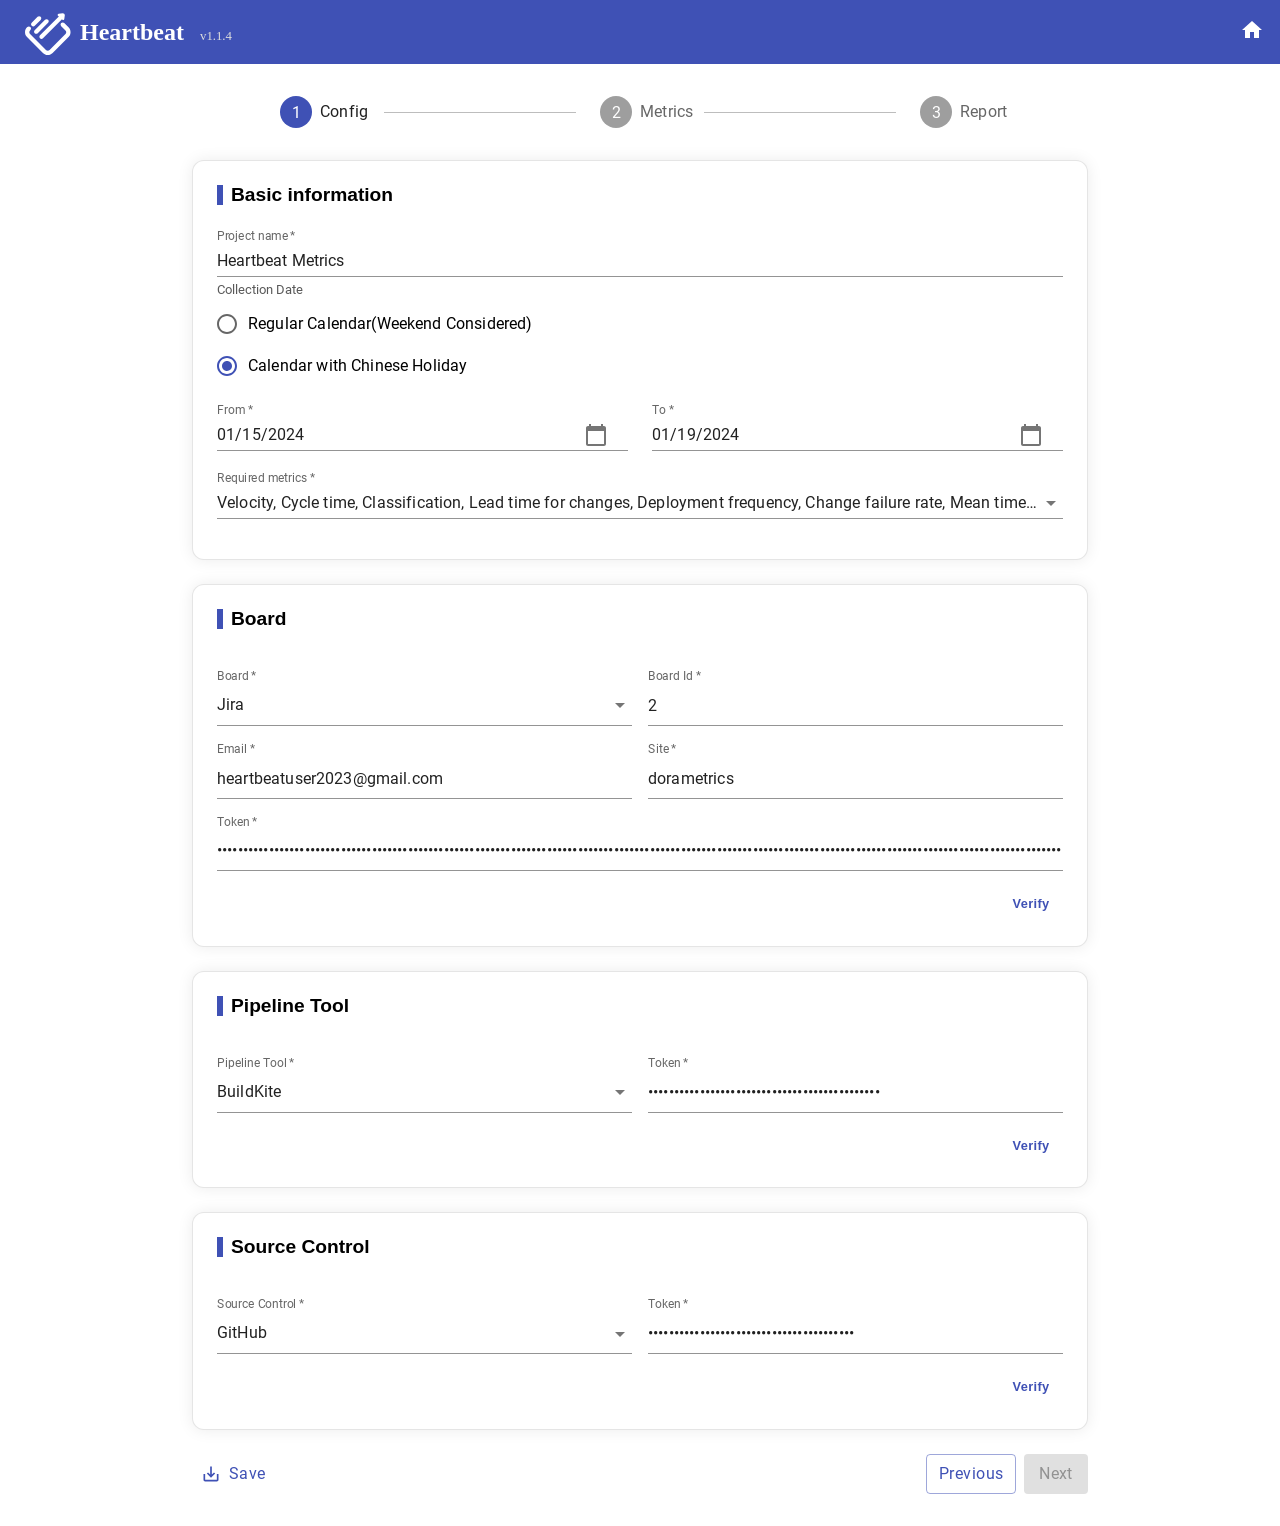 Heartbeat v1.1.4
1 Config 2 Metrics 3 Report
Basic information
Project name *
Heartbeat Metrics
Collection Date
Regular Calendar(Weekend Considered)
Calendar with Chinese Holiday
From * To *
01/15/2024 01/19/2024
Required metrics *
Velocity, Cycle time, Classification, Lead time for changes, Deployment frequency, Change failure rate, Mean time...
Board
Board * Board Id *
Jira 2
Email * Site *
heartbeatuser2023@gmail.com dorametrics
Token *
Verify
Pipeline Tool
Pipeline Tool * Token *
BuildKite
Verify
Source Control
Source Control * Token *
GitHub
Verify
Save Previous Next